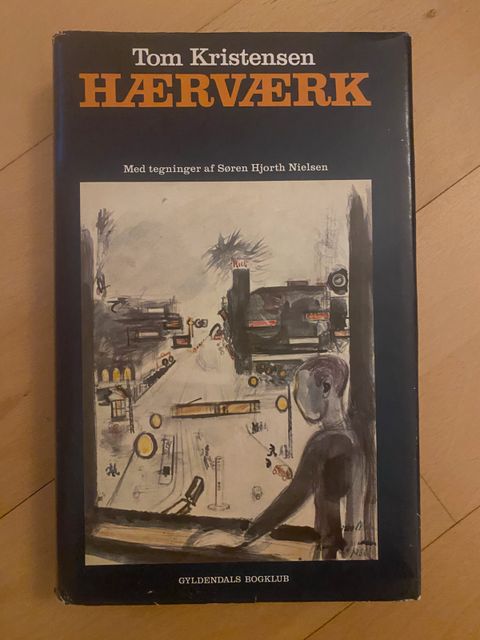 Tom Kristensen
HÆRVÆRK
Med tegninger af Søren Hjorth Nielsen
GYLDENDALS BOGKLUB